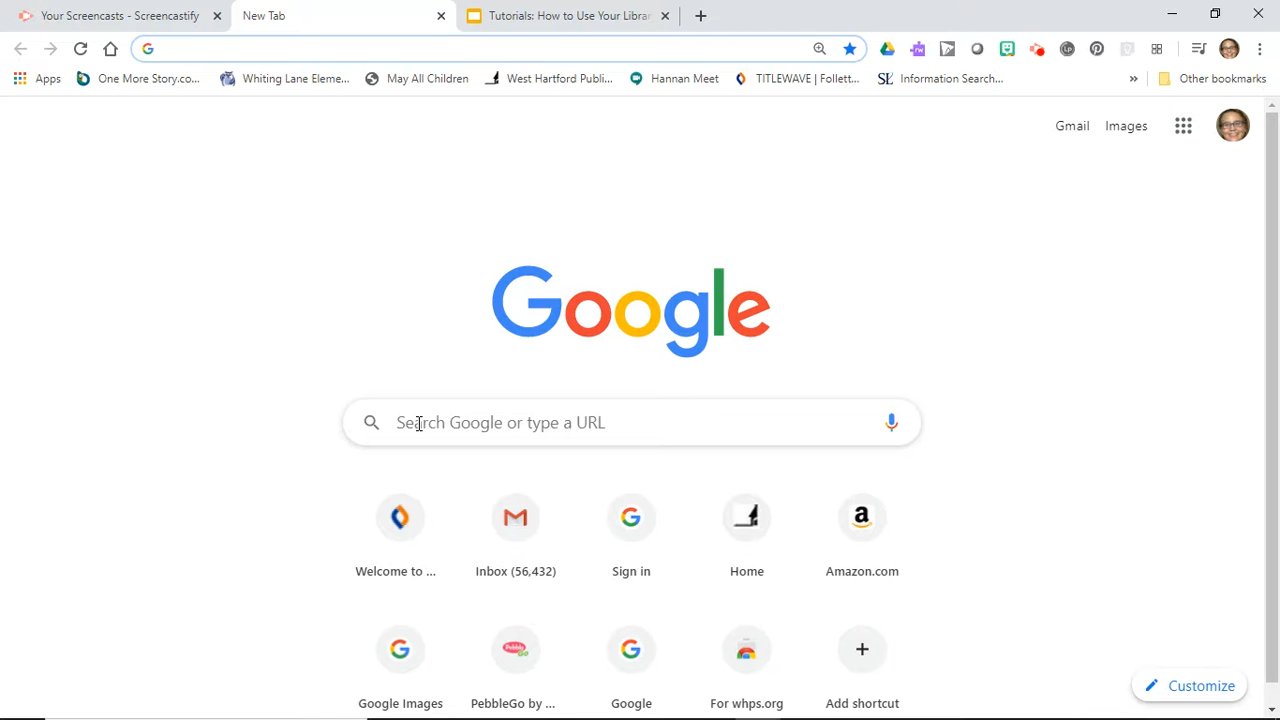 Your Screencasts - Screencastify
New Tab
Tutorials: How to Use Your Librar
Apps
One More Story.co...
Whiting Lane Eleme...
May All Children
West Hartford Publi...
Hannan Meet
TITLEWAVE | Follett...
Information Search...
»
Other bookmarks
Gmail
Images
Google
Search Google or type a URL
Welcome to ...
Inbox (56,432)
Sign in
Home
Amazon.com
Google Images
PebbleGo by ...
Google
For whps.org
Add shortcut
Customize